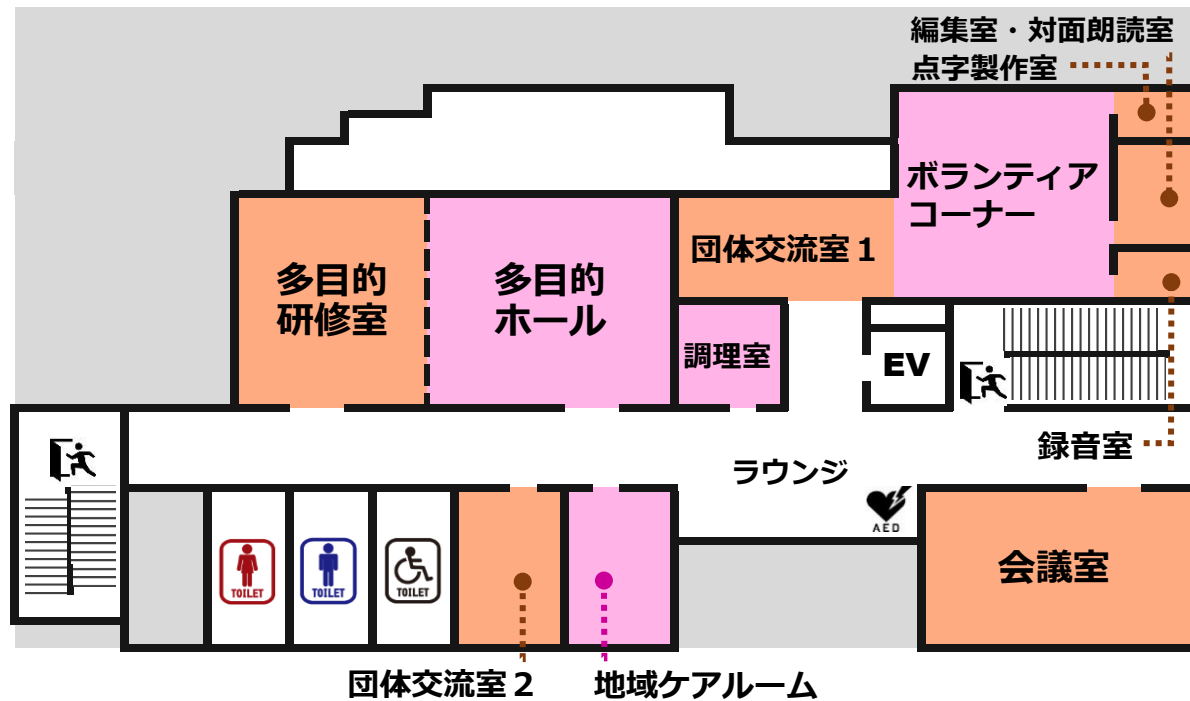 編集室・対面朗読室
点字製作室
ボランティア
コーナー
団体交流室1
多目的
研修室
多目的
ホール
調理室
EV
録音室
ラウンジ
AED
会議室
TOILET
TOILET
TOILET
団体交流室2
地域ケアルーム